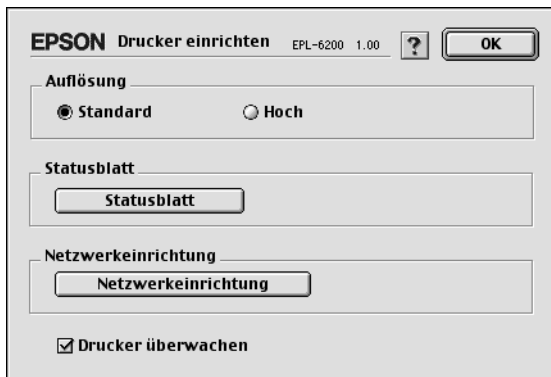 EPSON Drucker einrichten EPL-6200 1.00 ? OK
Auflösung
Standard Hoch
Statusblatt
Statusblatt
Netzwerkeinrichtung
Netzwerkeinrichtung
Drucker überwachen